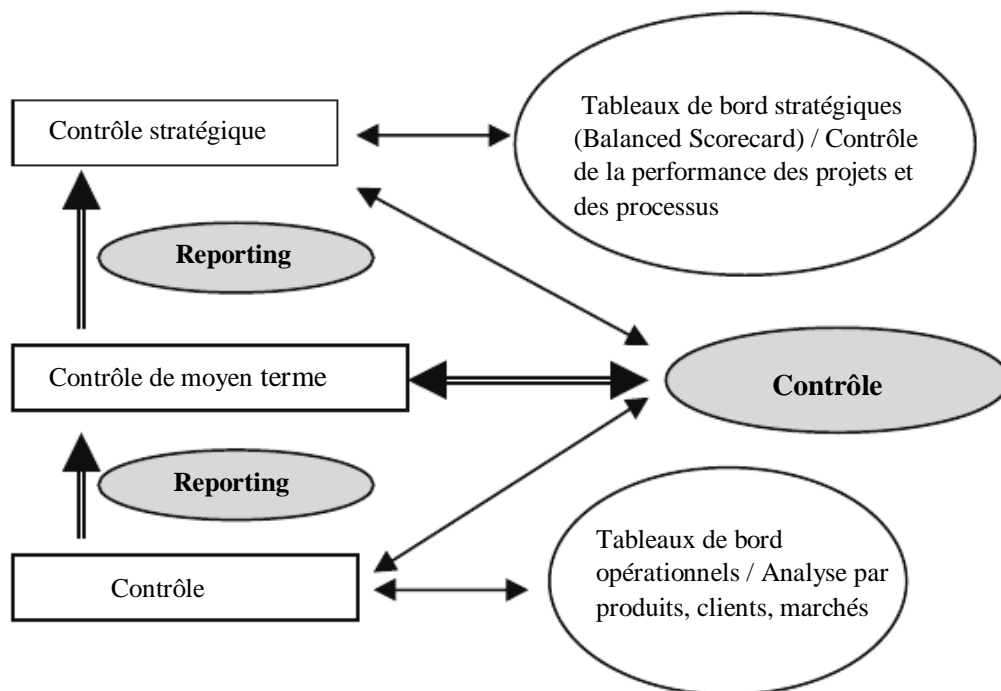 Contrôle stratégique
Tableaux de bord stratégiques
(Balanced Scorecard) / Contrôle
de la performance des projets et
des processus
Reporting
Contrôle de moyen terme
Contrôle
Reporting
Contrôle
Tableaux de bord
opérationnels / Analyse par
produits, clients, marchés